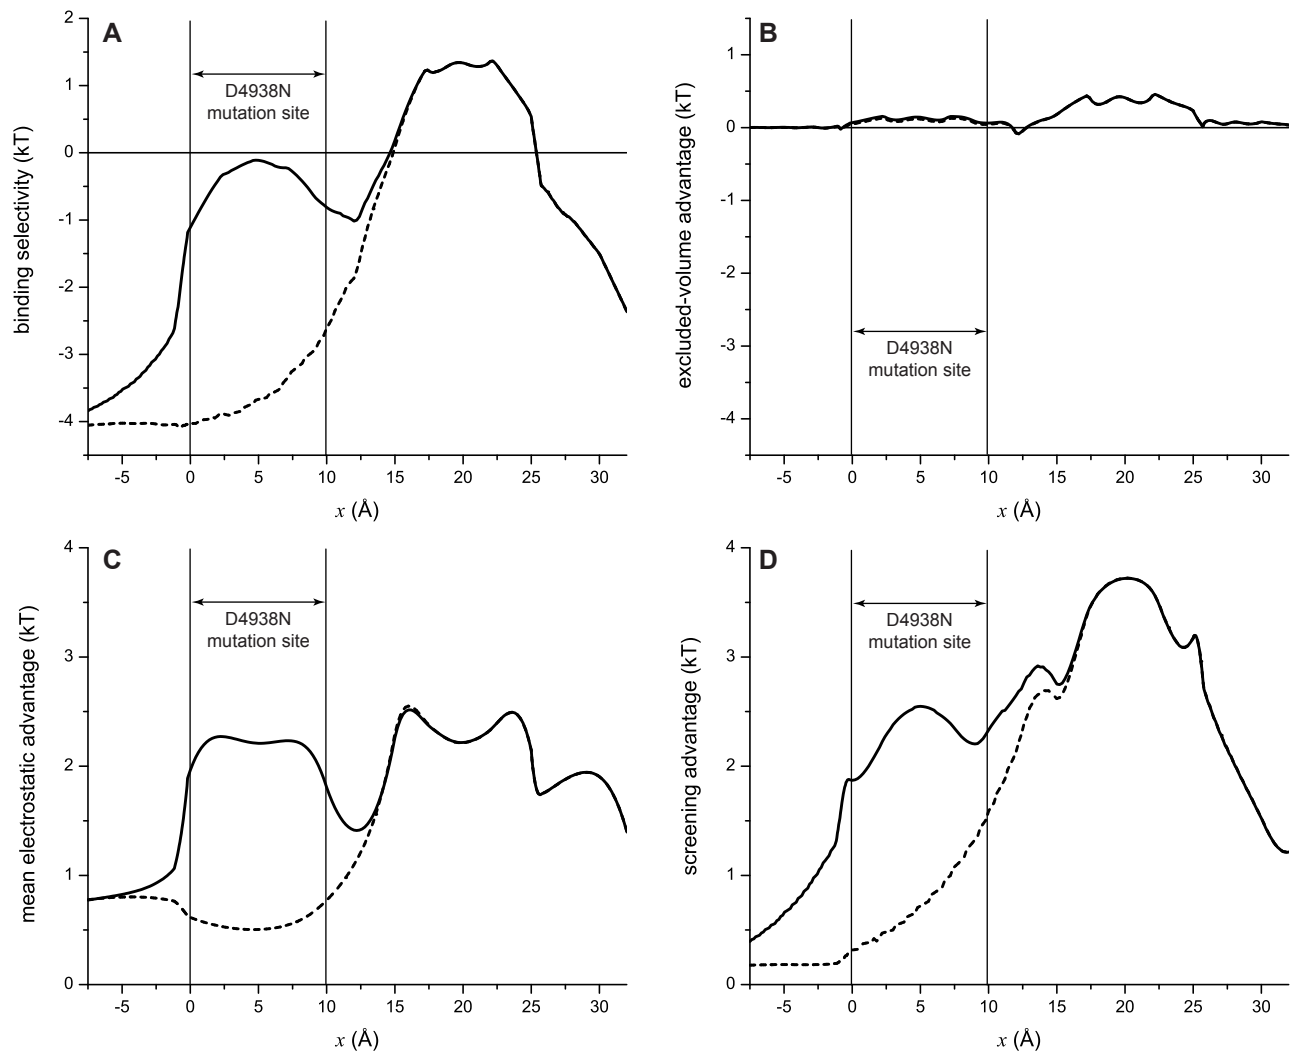 A
binding selectivity (kT)
2
1
0
-1
-2
-3
-4
D4938N
mutation site
-5
0
5
10
15
20
25
30
x (Å)
B
excluded-volume advantage (kT)
1
0
-1
-2
-3
-4
D4938N
mutation site
-5
0
5
10
15
20
25
30
x (Å)
C
mean electrostatic advantage (kT)
4
3
2
1
0
D4938N
mutation site
-5
0
5
10
15
20
25
30
x (Å)
D
screening advantage (kT)
4
3
2
1
0
D4938N
mutation site
-5
0
5
10
15
20
25
30
x (Å)